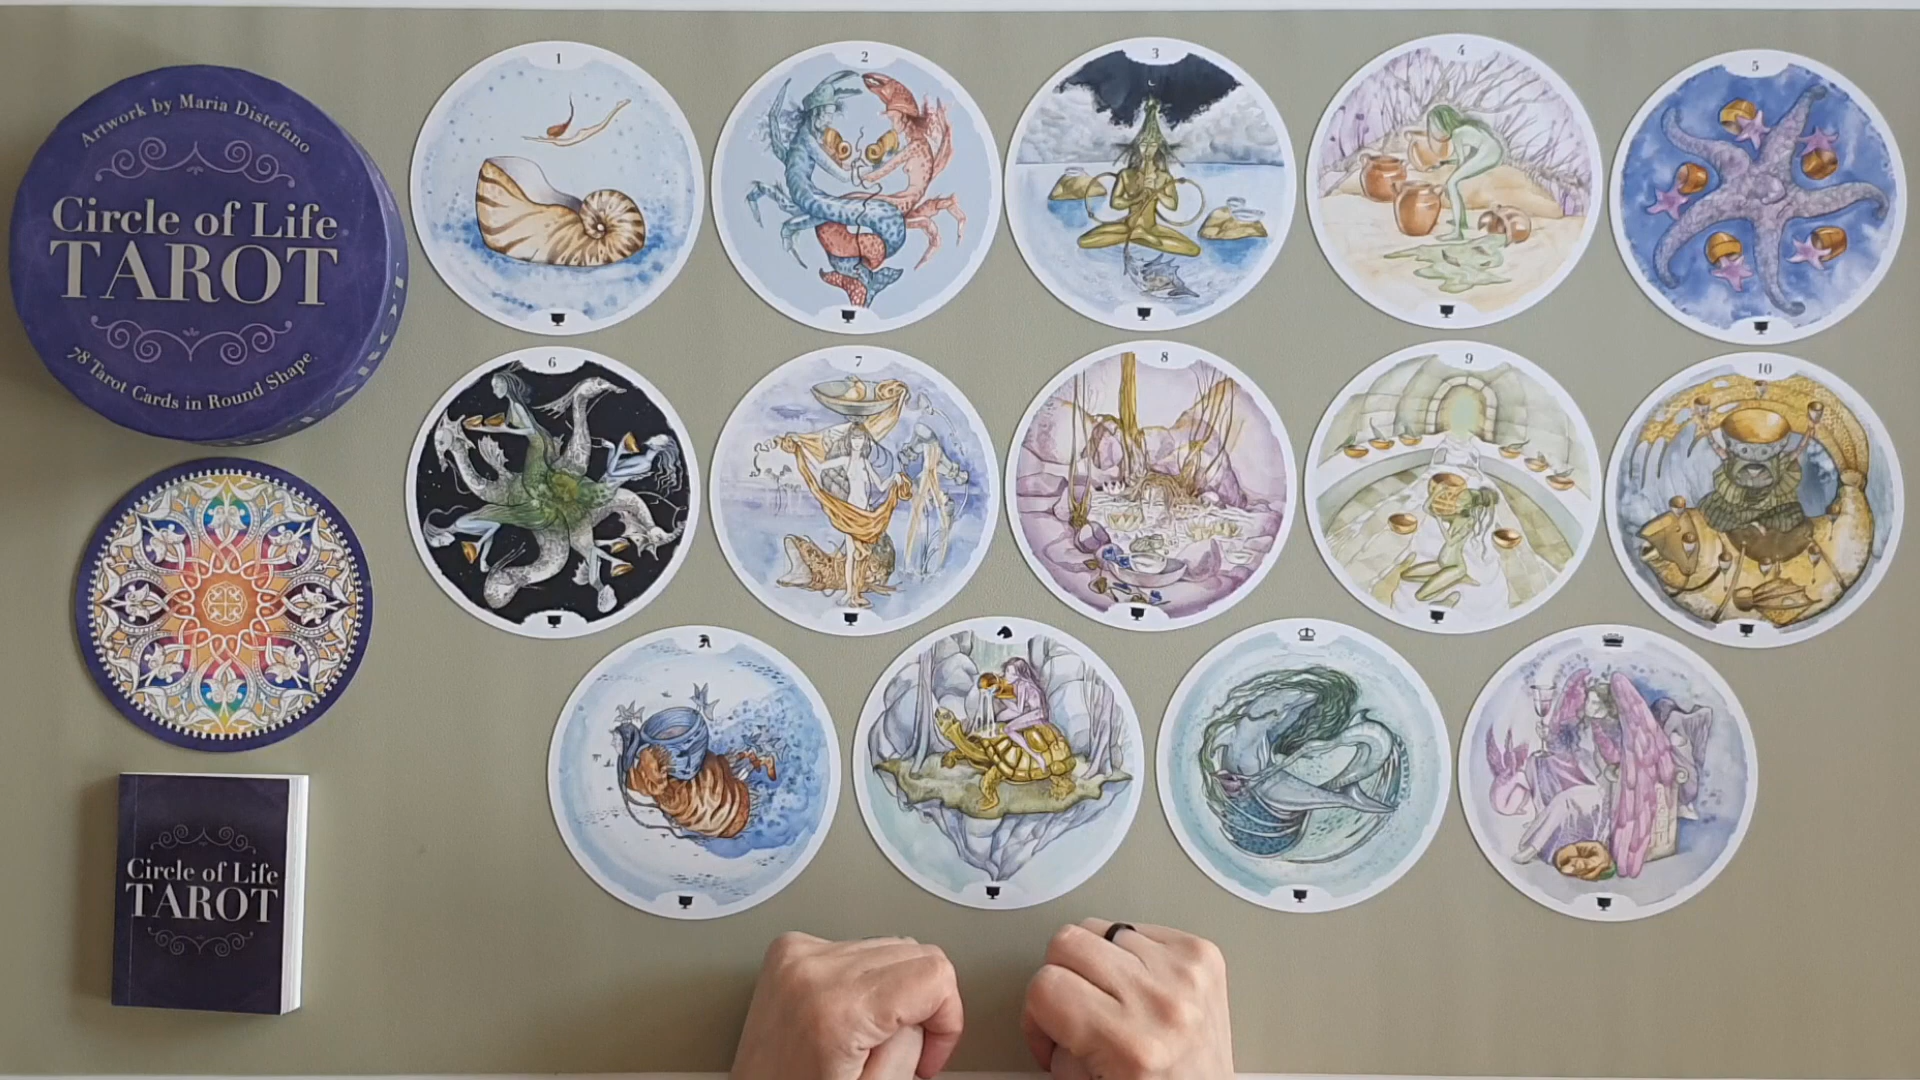 Artwork by Maria Distefano
Circle of Life
TAROT
78 Tarot Cards in Round Shape
TAROT
Circle of Life
TAROT
1
2
3
4
5
6
7
8
9
10